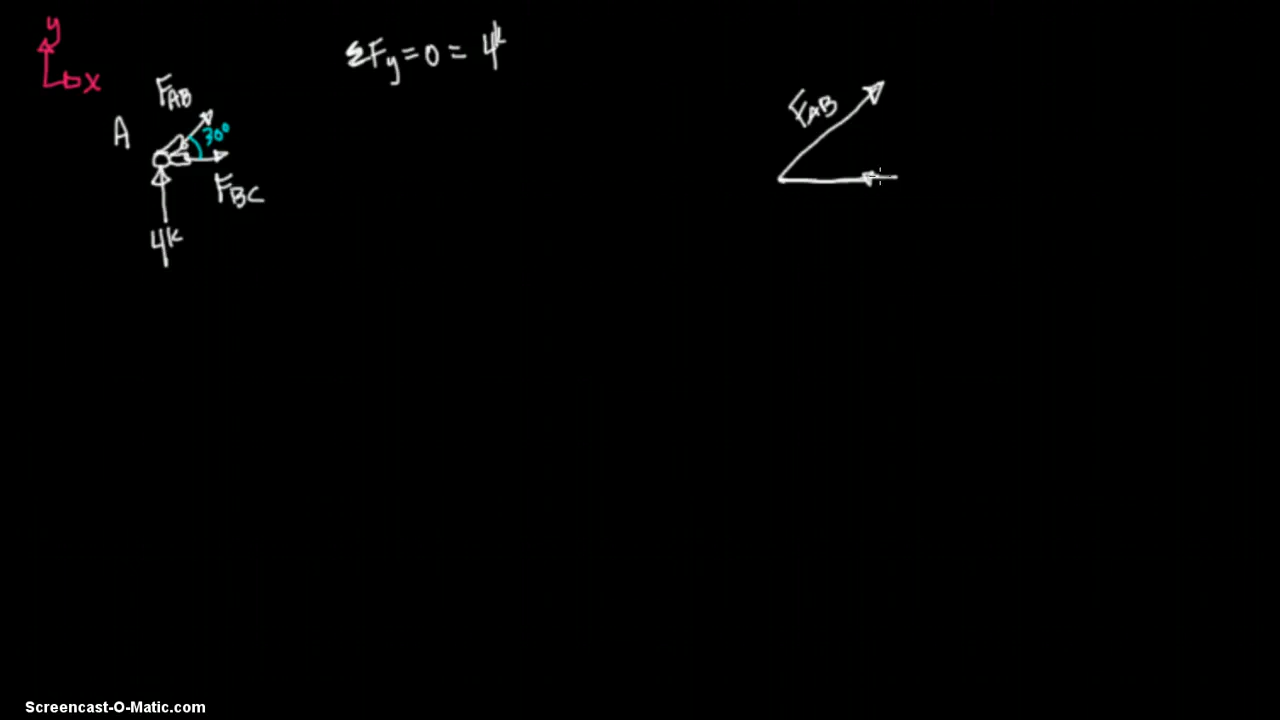 y
x
ΣFy = 0 = 4k
FAB
A
30°
FBC
4k
FAB
Screencast-O-Matic.com